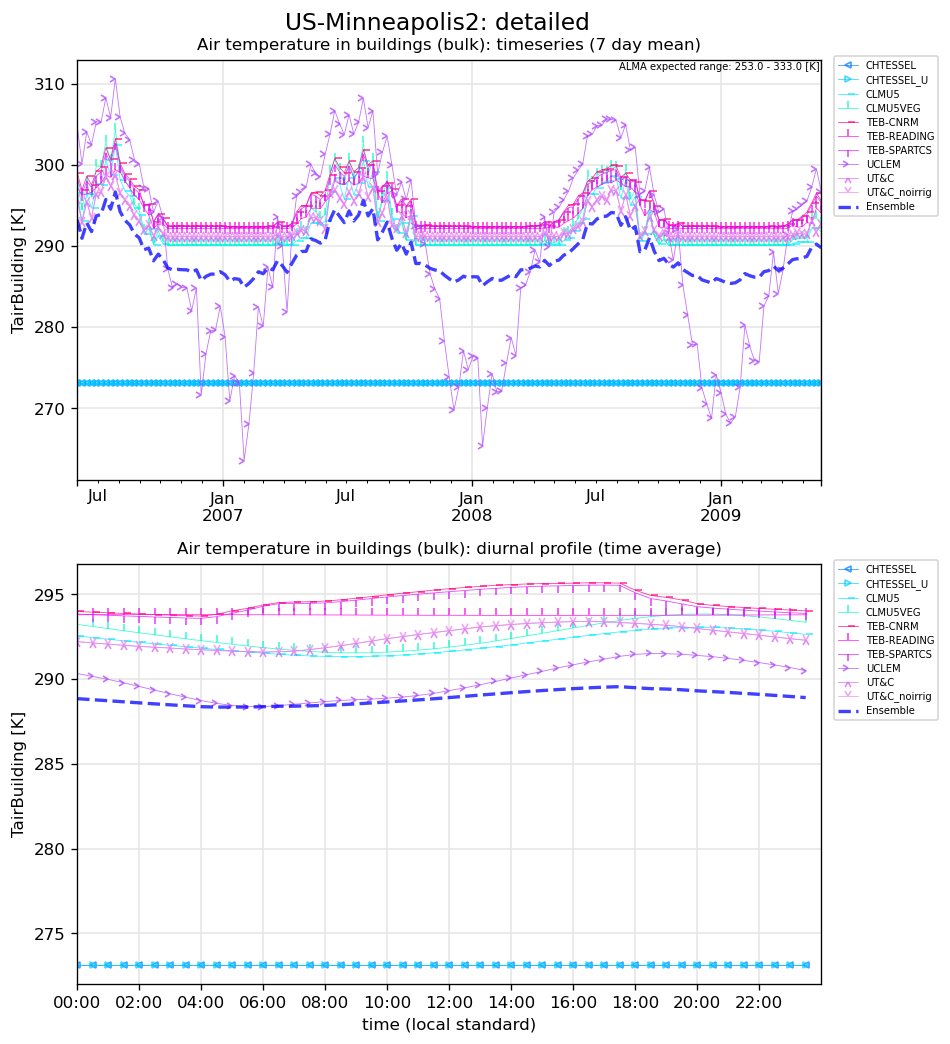 US-Minneapolis2: detailed
Air temperature in buildings (bulk): timeseries (7 day mean)
ALMA expected range: 253.0 - 333.0 [K]
TairBuilding [K]
310
300
290
280
270
Jul
Jan
2007
Jul
Jan
2008
Jul
Jan
2009
CHTESSEL
CHTESSEL_U
CLMU5
CLMU5VEG
TEB-CNRM
TEB-READING
TEB-SPARTCS
UCLEM
UT&C
UT&C_noirrig
Ensemble
Air temperature in buildings (bulk): diurnal profile (time average)
TairBuilding [K]
295
290
285
280
275
00:00
02:00
04:00
06:00
08:00
10:00
12:00
14:00
16:00
18:00
20:00
22:00
time (local standard)
CHTESSEL
CHTESSEL_U
CLMU5
CLMU5VEG
TEB-CNRM
TEB-READING
TEB-SPARTCS
UCLEM
UT&C
UT&C_noirrig
Ensemble